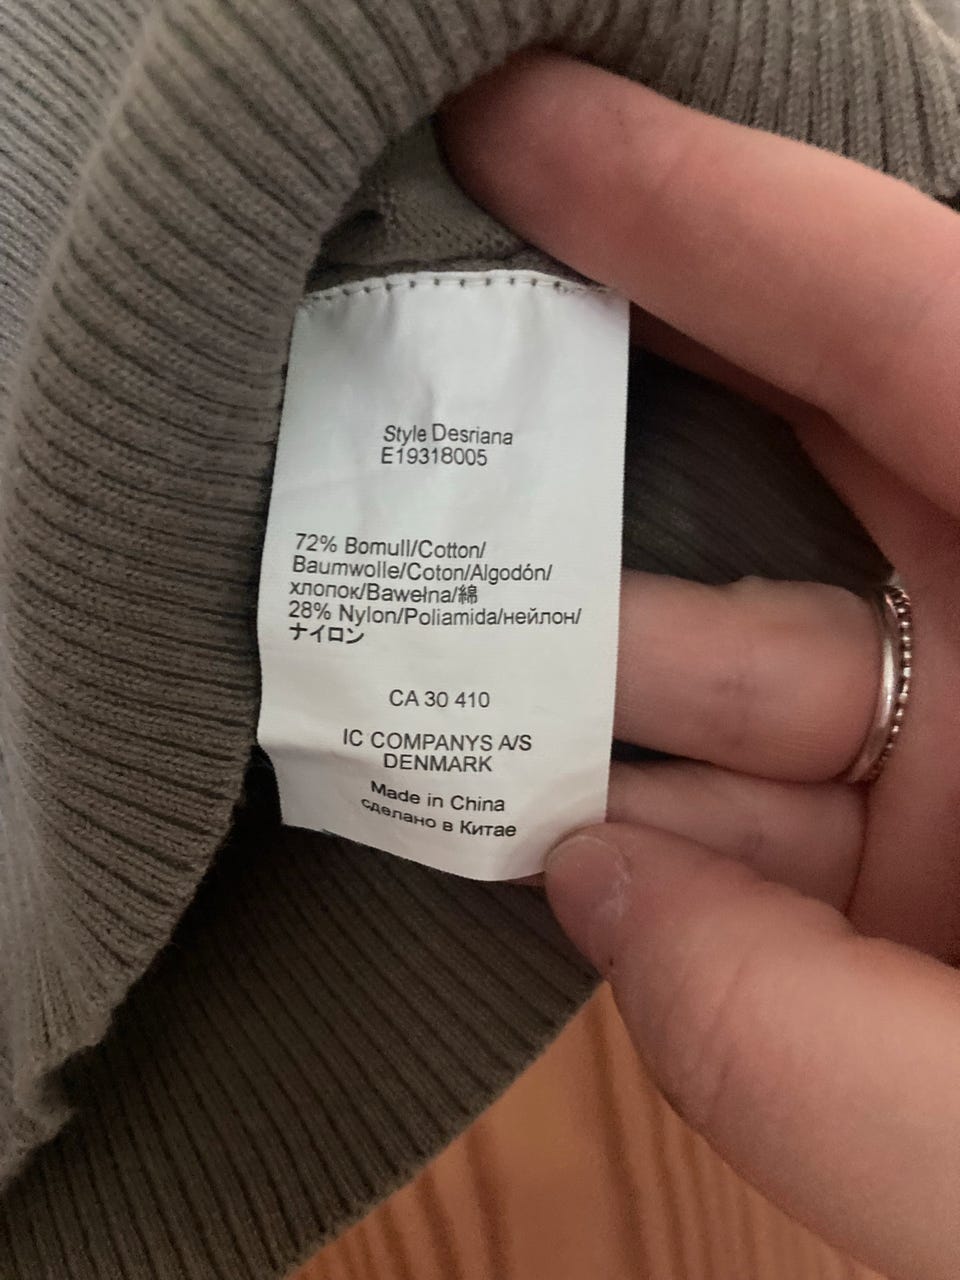 Style Desriana
E19318005
72% Bomull/Cotton/
Baumwolle/Coton/Algodón/
хлопок/Bawełna/綿
28% Nylon/Poliamida/нейлон/
ナイロン
CA 30 410
IC COMPANYS A/S
DENMARK
Made in China
сделано в Китае